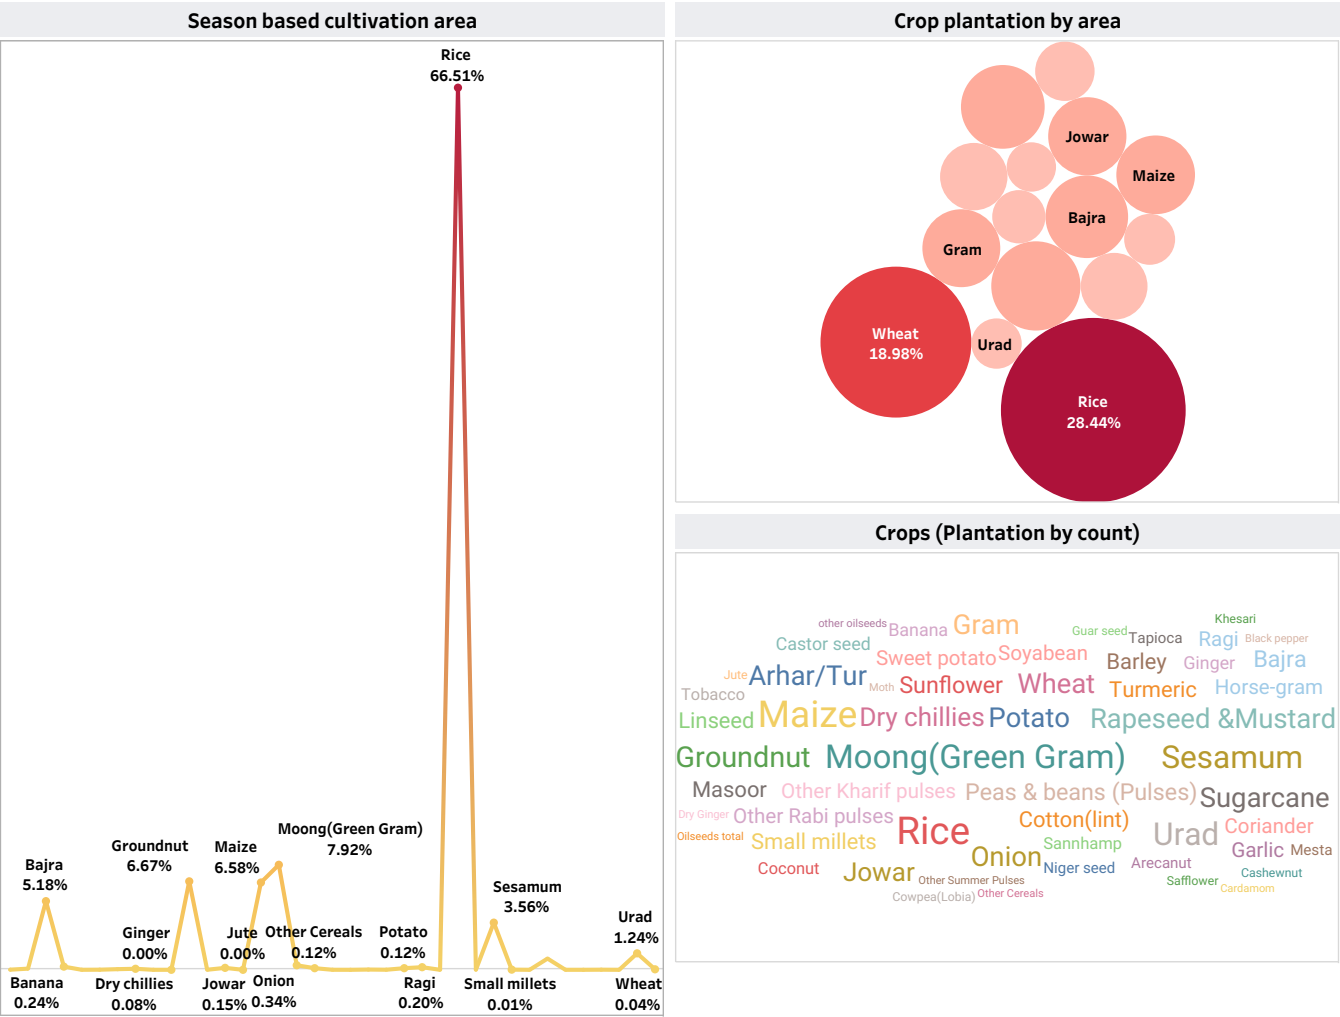 Season based cultivation area
Rice
66.51%
Moong(Green Gram)
7.92%
Groundnut
6.67%
Maize
6.58%
Bajra
5.18%
Sesamum
3.56%
Urad
1.24%
Ginger
0.00%
Jute
0.00%
Other Cereals
0.12%
Potato
0.12%
Banana
0.24%
Dry chillies
0.08%
Jowar
0.15%
Onion
0.34%
Ragi
0.20%
Small millets
0.01%
Wheat
0.04%
Crop plantation by area
Jowar
Maize
Bajra
Gram
Wheat
18.98%
Urad
Rice
28.44%
Crops (Plantation by count)
other oilseeds Banana Gram Guar seed Tapioca Khesari
Castor seed Ragi Black pepper
Sweet potato Soyabean Barley Ginger Bajra
Jute Arhar/Tur Moth Sunflower Wheat Turmeric Horse-gram
Tobacco
Linseed Maize Dry chillies Potato Rapeseed &Mustard
Groundnut Moong(Green Gram) Sesamum
Masoor Other Kharif pulses Peas & beans (Pulses) Sugarcane
Dry Ginger Other Rabi pulses Rice Cotton(lint) Urad Coriander
Oilseeds total Small millets Sannhamp Garlic Mesta
Coconut Jowar Onion Niger seed Arecanut Cashewnut
Other Summer Pulses Safflower Cardamom
Cowpea(Lobia) Other Cereals